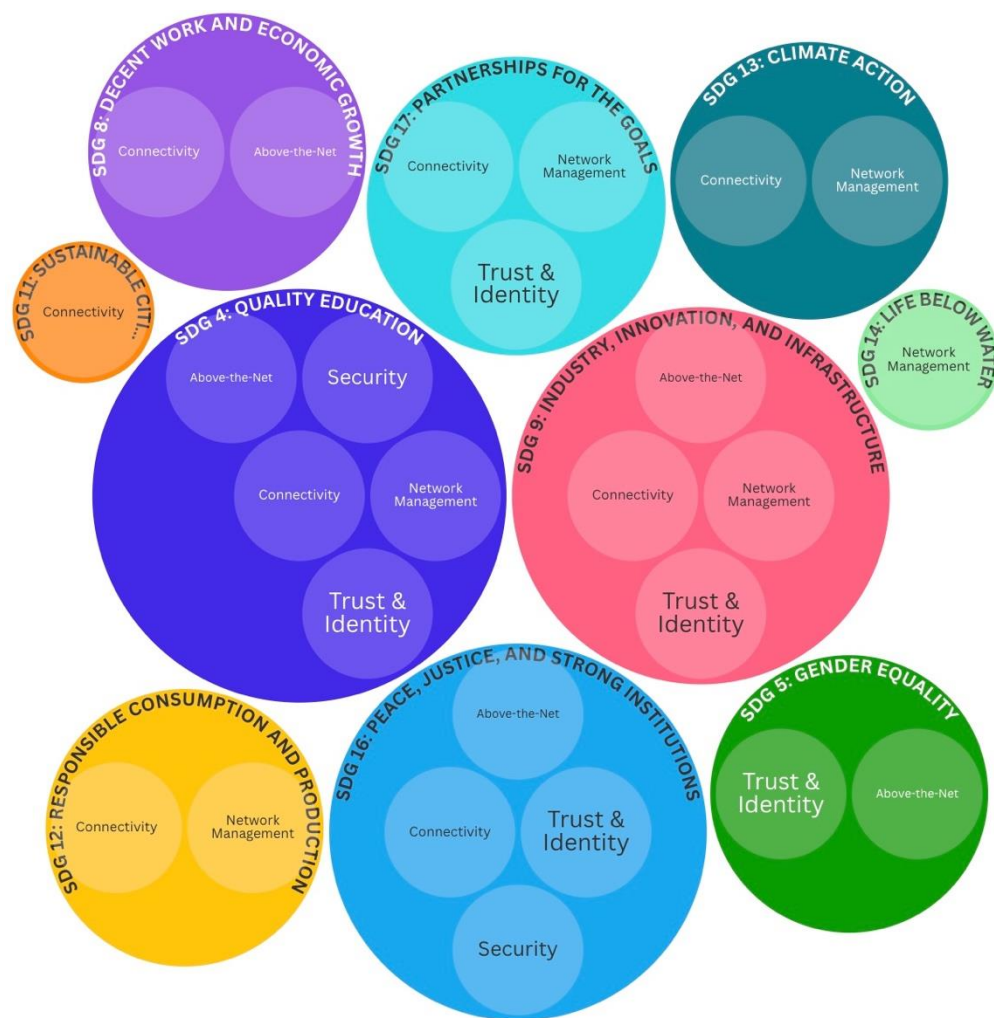 SDG 8: DECENT WORK AND ECONOMIC GROWTH
Connectivity
Above-the-Net
SDG 17: PARTNERSHIPS FOR THE GOALS
Connectivity
Network
Management
Trust &
Identity
SDG 13: CLIMATE ACTION
Connectivity
Network
Management
SDG 11: SUSTAINABLE CITI...
Connectivity
SDG 4: QUALITY EDUCATION
Above-the-Net
Security
Connectivity
Network
Management
Trust &
Identity
SDG 9: INDUSTRY, INNOVATION, AND INFRASTRUCTURE
Above-the-Net
Connectivity
Network
Management
Trust &
Identity
SDG 14: LIFE BELOW WATER
Network
Management
SDG 12: RESPONSIBLE CONSUMPTION AND PRODUCTION
Connectivity
Network
Management
SDG 16: PEACE, JUSTICE, AND STRONG INSTITUTIONS
Above-the-Net
Connectivity
Trust &
Identity
Security
SDG 5: GENDER EQUALITY
Trust &
Identity
Above-the-Net